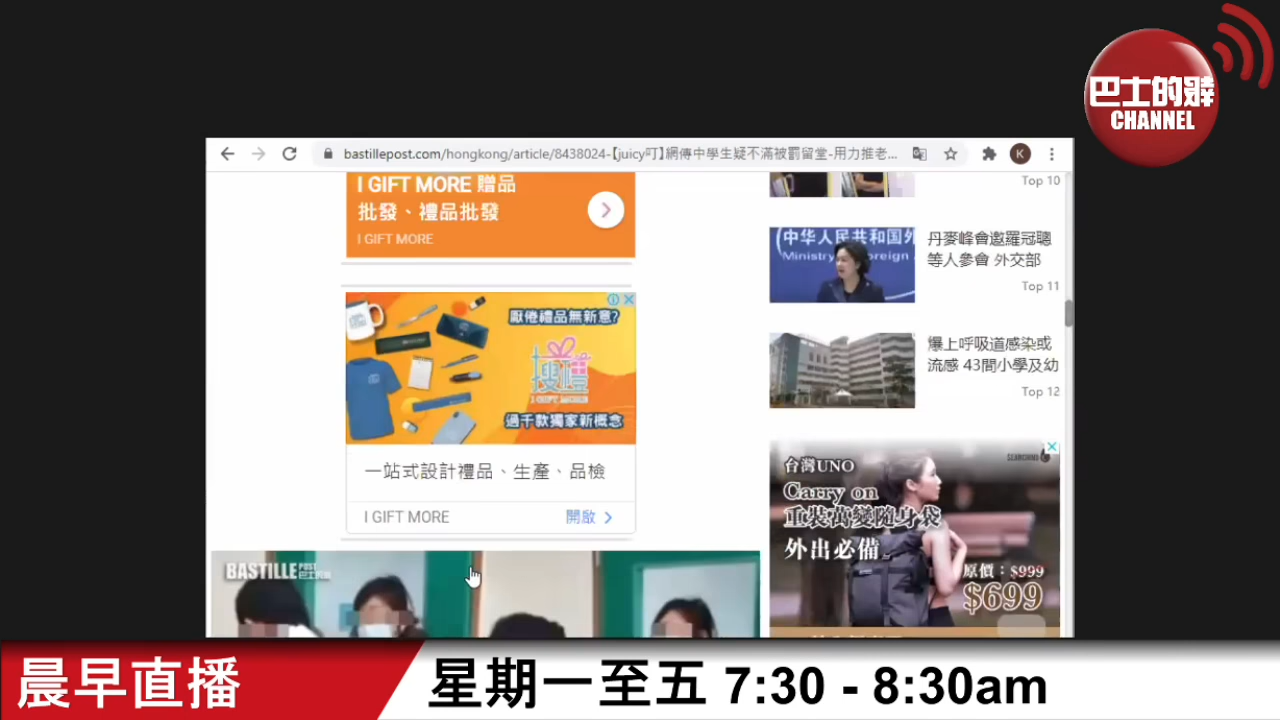 巴士的報
CHANNEL
bastillepost.com/hongkong/article/8438024-【juicy叮】網傳中學生疑不滿被罰留堂-用力推老...
K
I GIFT MORE 贈品
批發、禮品批發
I GIFT MORE
Top 10
中华人民共和国外
Ministry Foreign
丹麥峰會邀羅冠聰
等人參會 外交部
Top 11
厭倦禮品無新意?
搜禮
I GIFT MORE
過千款獨家新概念
爆上呼吸道感染或
流感 43間小學及幼
Top 12
一站式設計禮品、生產、品檢
I GIFT MORE
開啟
台灣UNO
Carry on
重裝萬變隨身袋
外出必備
原價：$999
$699
BASTILLE POST
巴士的報
晨早直播
星期一至五 7:30 - 8:30am